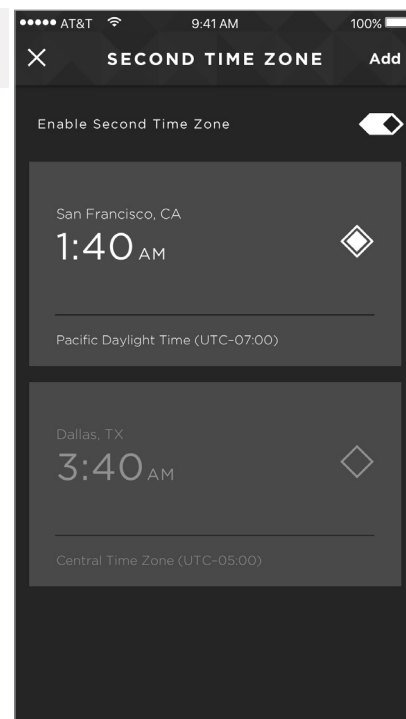 AT&T 9:41 AM 100%
SECOND TIME ZONE Add
Enable Second Time Zone
San Francisco, CA
1:40 AM
Pacific Daylight Time (UTC-07:00)
Dallas, TX
3:40 AM
Central Time Zone (UTC-05:00)